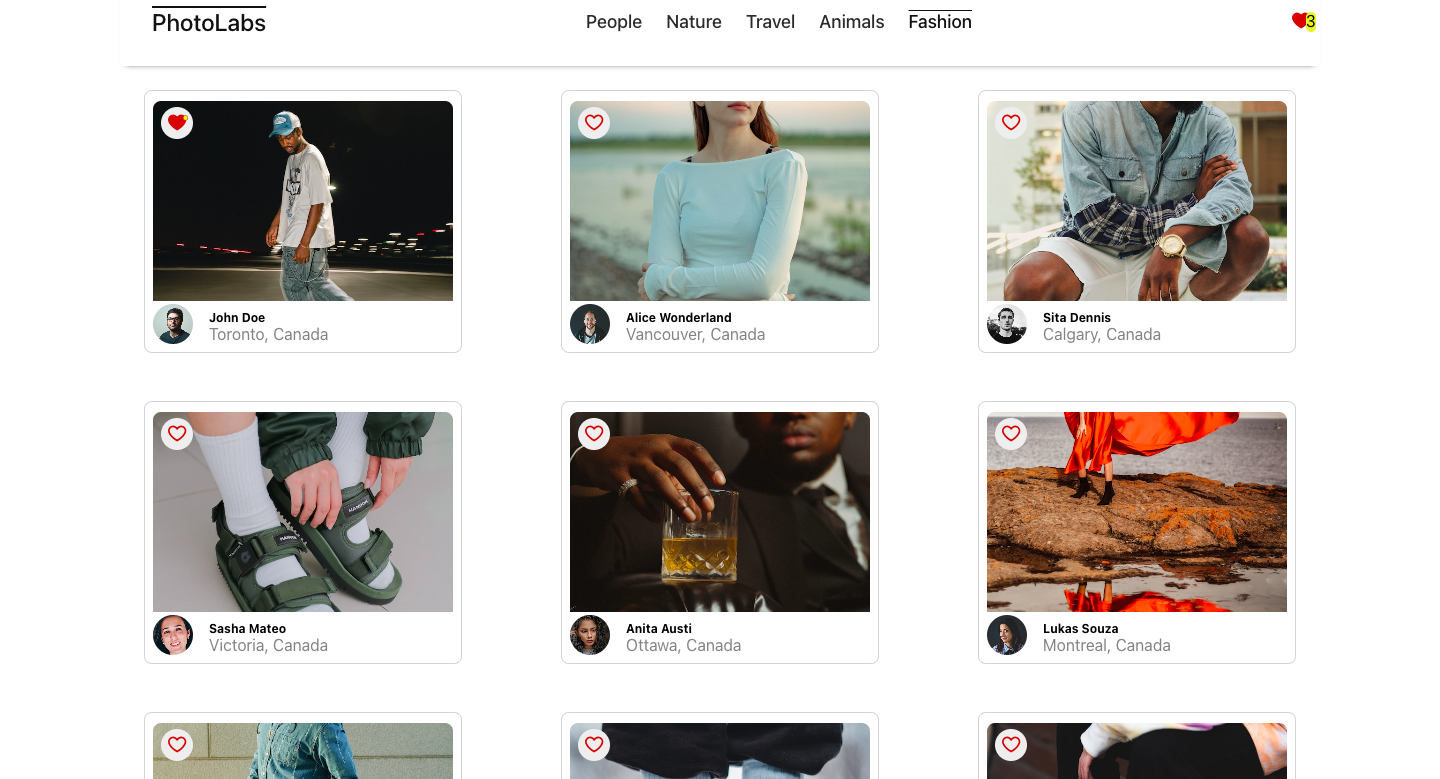 PhotoLabs
People Nature Travel Animals Fashion
3
John Doe
Toronto, Canada
Alice Wonderland
Vancouver, Canada
Sita Dennis
Calgary, Canada
Sasha Mateo
Victoria, Canada
Anita Austi
Ottawa, Canada
Lukas Souza
Montreal, Canada